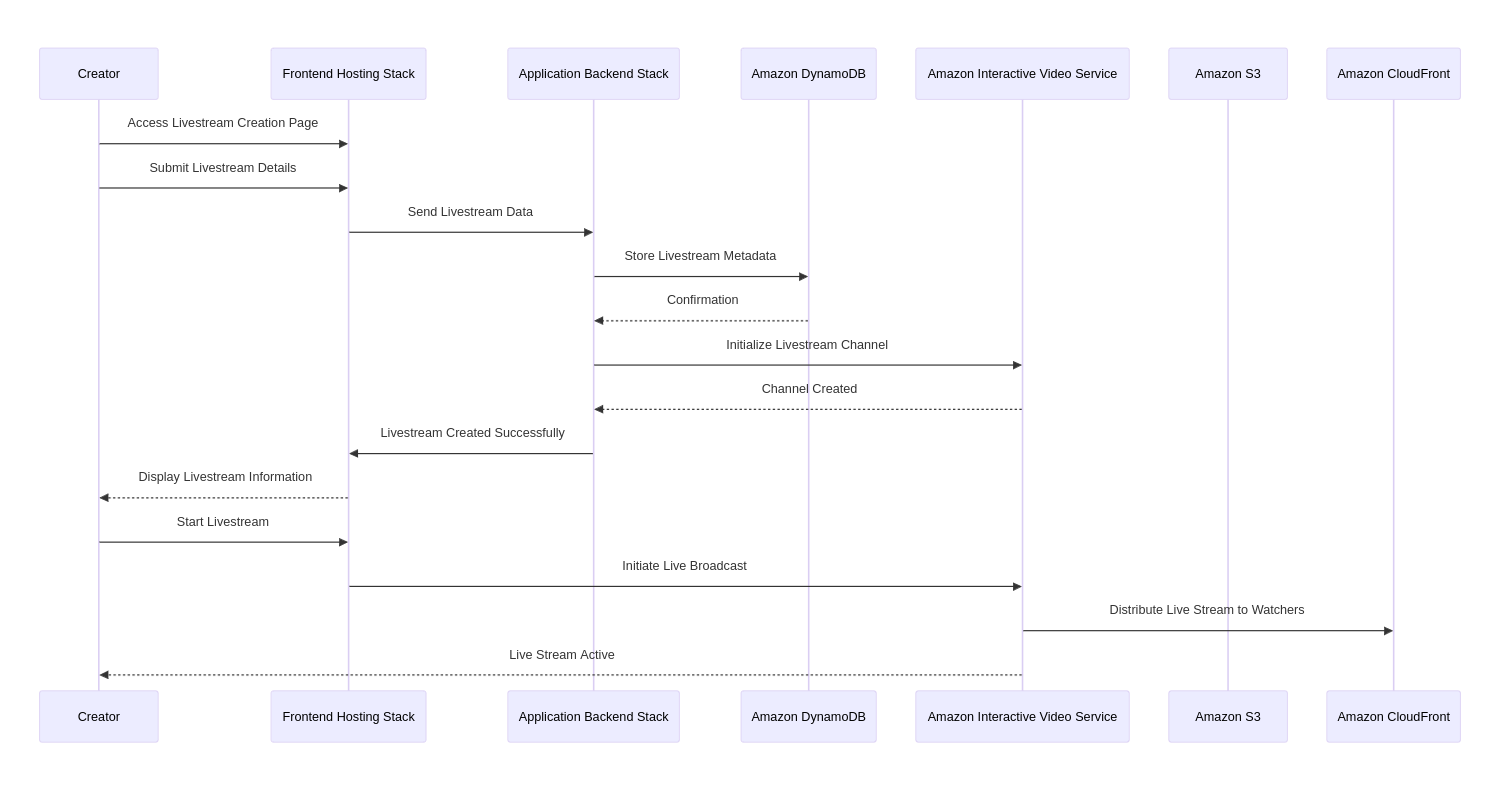 Creator
Frontend Hosting Stack
Application Backend Stack
Amazon DynamoDB
Amazon Interactive Video Service
Amazon S3
Amazon CloudFront
Access Livestream Creation Page
Submit Livestream Details
Send Livestream Data
Store Livestream Metadata
Confirmation
Initialize Livestream Channel
Channel Created
Livestream Created Successfully
Display Livestream Information
Start Livestream
Initiate Live Broadcast
Distribute Live Stream to Watchers
Live Stream Active
Creator
Frontend Hosting Stack
Application Backend Stack
Amazon DynamoDB
Amazon Interactive Video Service
Amazon S3
Amazon CloudFront